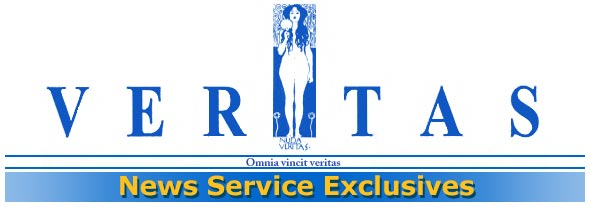 VERITAS
NUDA
VERITAS·
Omnia vincit veritas
News Service Exclusives